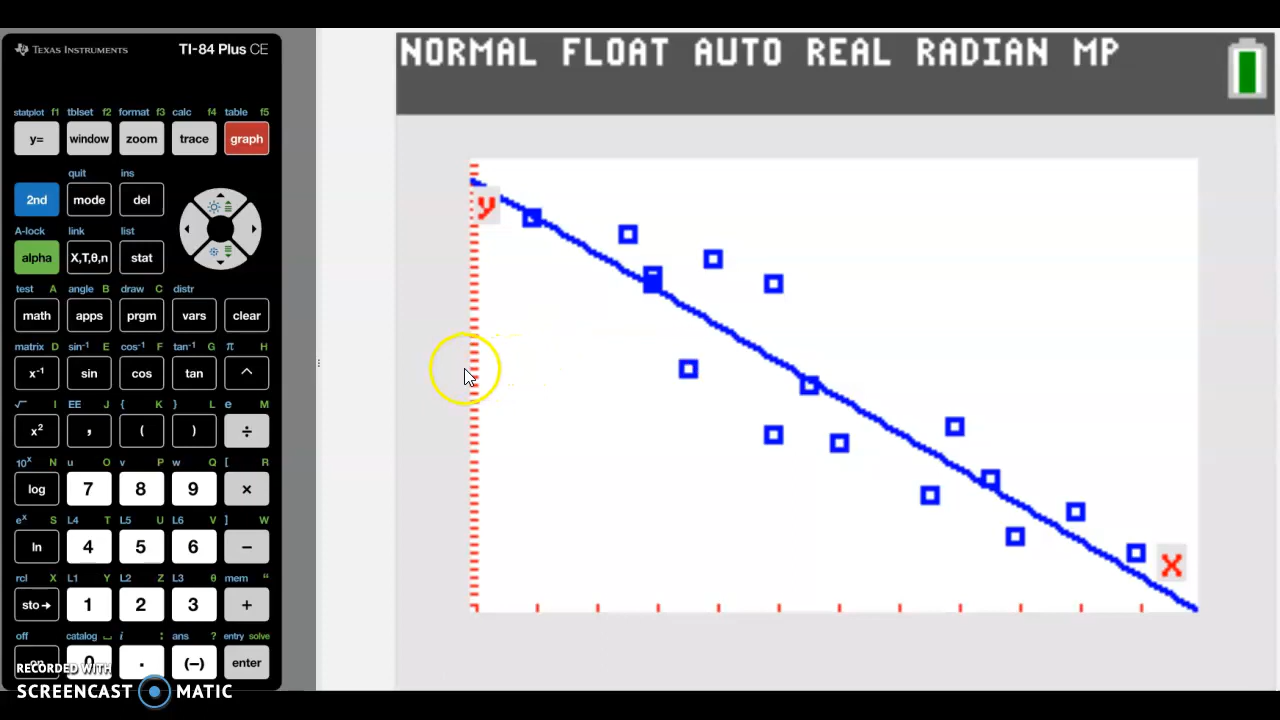 TEXAS INSTRUMENTS TI-84 Plus CE
NORMAL FLOAT AUTO REAL RADIAN MP
statplot f1 tblset f2 format f3 calc f4 table f5
y= window zoom trace graph
quit ins
2nd mode del
A-lock link list
alpha X,T,θ,n stat
test A angle B draw C distr
math apps prgm vars clear
matrix D sin⁻¹ E cos⁻¹ F tan⁻¹ G π H
x⁻¹ sin cos tan ^
√ I EE J { K } L e M
x² , ( ) ÷
10ˣ N u O v P w Q [ R
log 7 8 9 ×
eˣ S L4 T L5 U L6 V ] W
ln 4 5 6 −
rcl X L1 Y L2 Z L3 θ mem "
sto→ 1 2 3 +
off catalog ⎵ i : ans ? entry solve
on 0 . (−) enter
y
X
RECORDED WITH
SCREENCAST MATIC